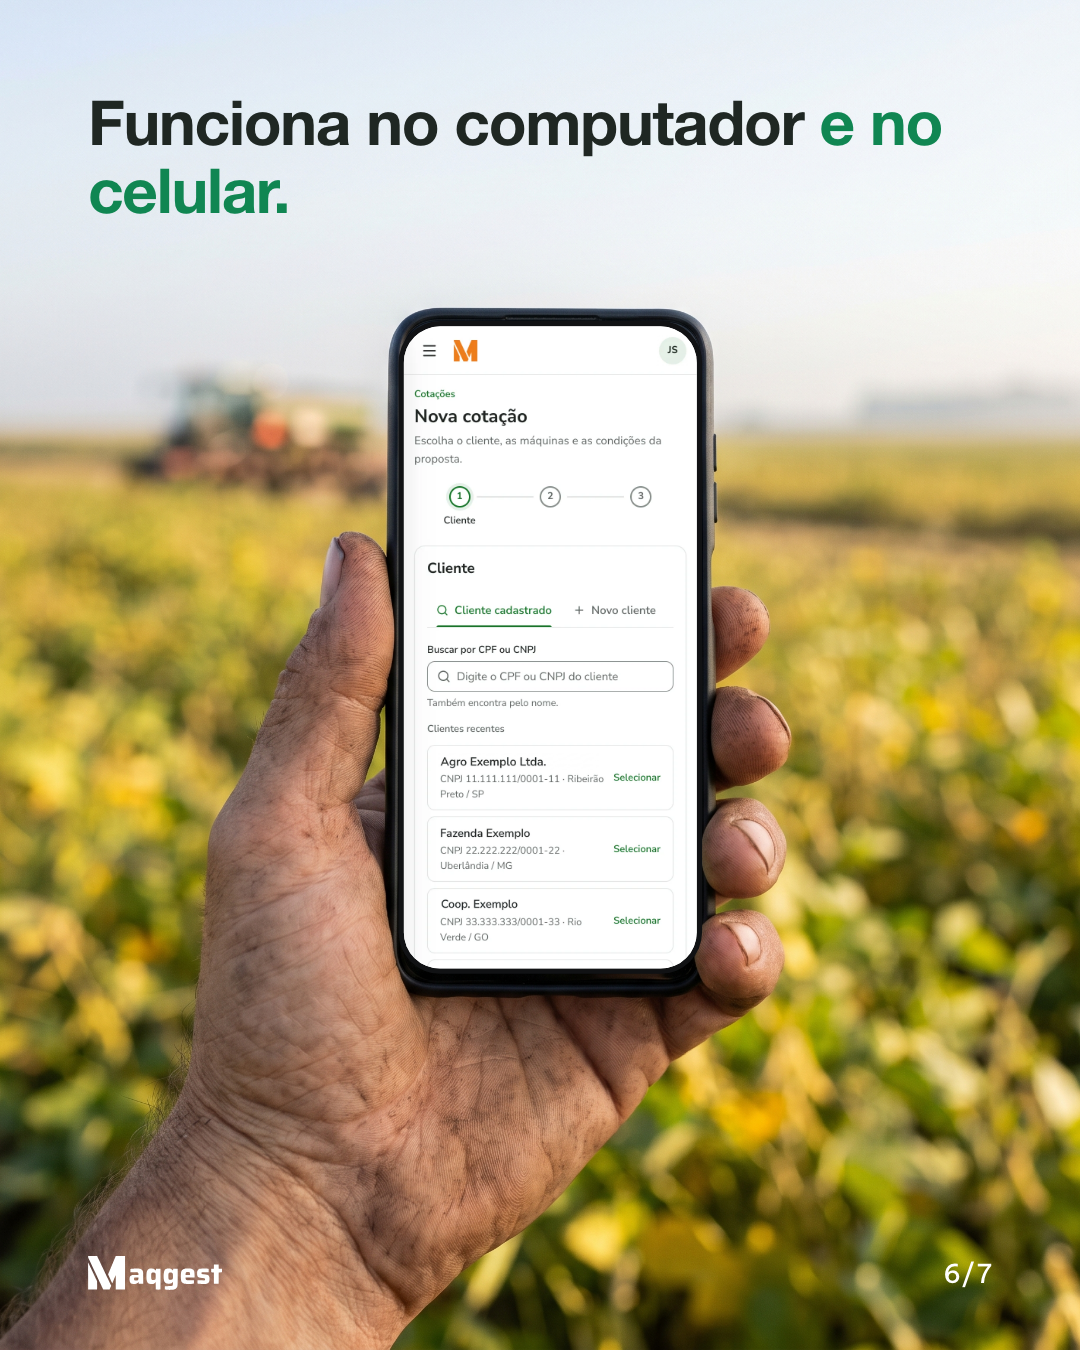 Funciona no computador e no
celular.
M
JS
Cotações
Nova cotação
Escolha o cliente, as máquinas e as condições da
proposta.
1 2 3
Cliente
Cliente
Cliente cadastrado + Novo cliente
Buscar por CPF ou CNPJ
Digite o CPF ou CNPJ do cliente
Também encontra pelo nome.
Clientes recentes
Agro Exemplo Ltda.
CNPJ 11.111.111/0001-11 · Ribeirão
Preto / SP
Selecionar
Fazenda Exemplo
CNPJ 22.222.222/0001-22 ·
Uberlândia / MG
Selecionar
Coop. Exemplo
CNPJ 33.333.333/0001-33 · Rio
Verde / GO
Selecionar
Maqgest
6/7